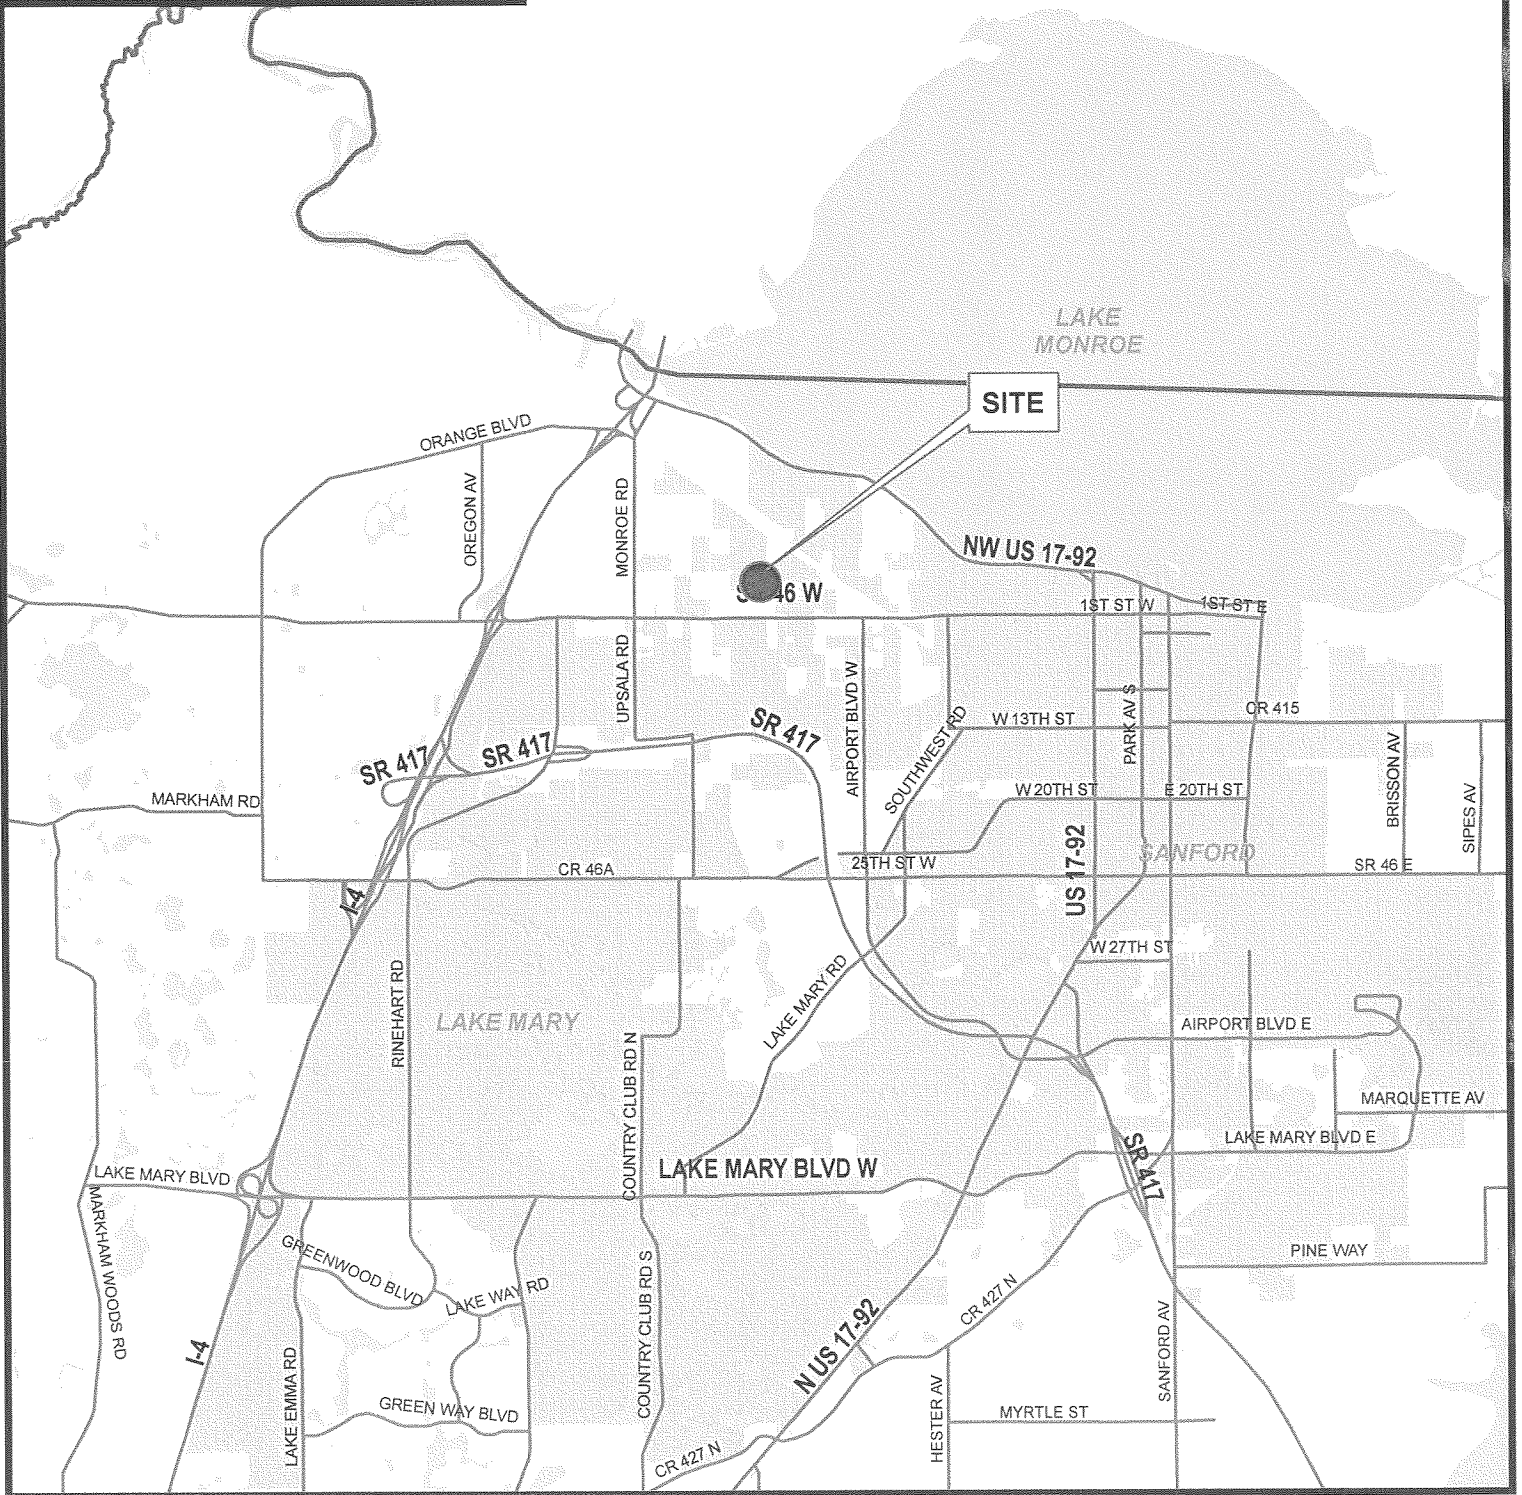 LAKE
MONROE
SITE
ORANGE BLVD
OREGON AV
MONROE RD
NW US 17-92
46 W
1ST ST W
1ST ST E
UPSALA RD
AIRPORT BLVD W
SOUTHWEST RD
W 13TH ST
PARK AV S
CR 415
SR 417
SR 417
SR 417
MARKHAM RD
W 20TH ST
E 20TH ST
BRISSON AV
SIPES AV
US 17-92
SANFORD
25TH ST W
CR 46A
SR 46 E
I-4
W 27TH ST
RINEHART RD
LAKE MARY
LAKE MARY RD
AIRPORT BLVD E
COUNTRY CLUB RD N
MARQUETTE AV
LAKE MARY BLVD E
LAKE MARY BLVD
LAKE MARY BLVD W
SR 417
MARKHAM WOODS RD
GREENWOOD BLVD
LAKE WAY RD
COUNTRY CLUB RD S
PINE WAY
CR 427 N
N US 17-92
SANFORD AV
I-4
LAKE EMMA RD
GREEN WAY BLVD
HESTER AV
MYRTLE ST
CR 427 N